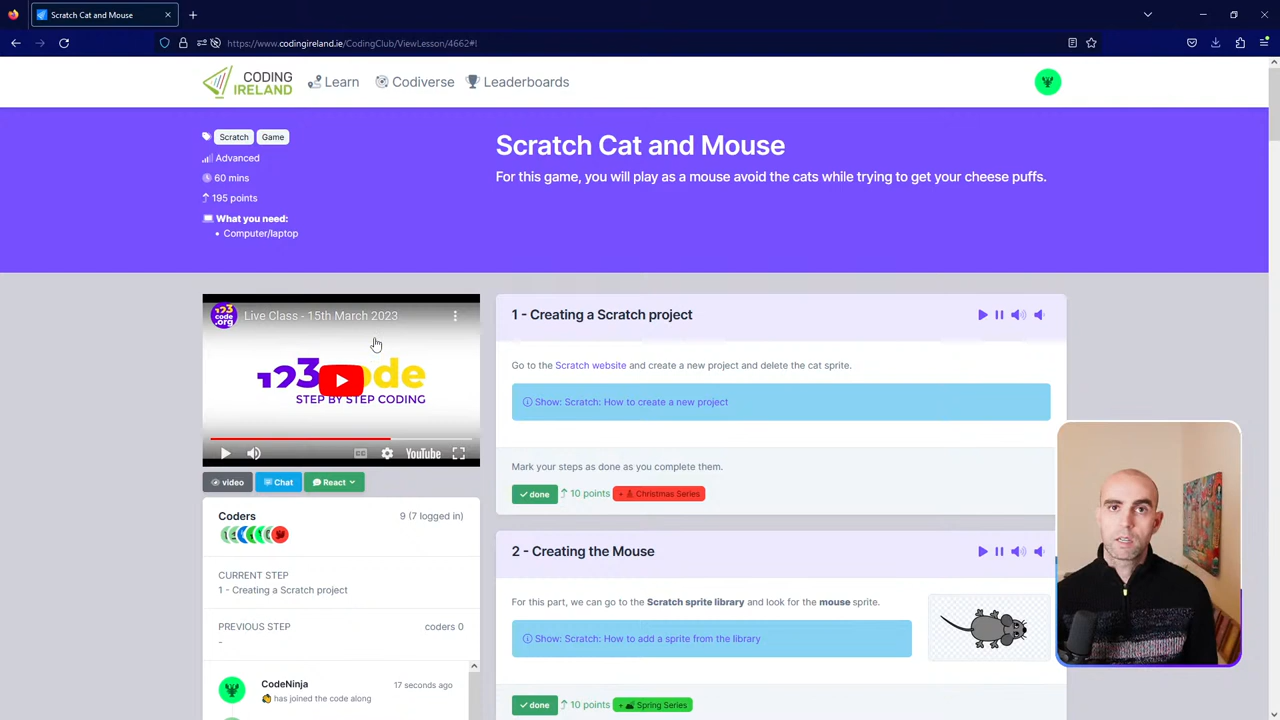 Scratch Cat and Mouse
https://www.codingireland.ie/CodingClub/ViewLesson/4662#!
CODING
IRELAND
Learn
Codiverse
Leaderboards
Scratch
Game
Advanced
60 mins
195 points
What you need:
Computer/laptop
Scratch Cat and Mouse
For this game, you will play as a mouse avoid the cats while trying to get your cheese puffs.
123
code
.org
Live Class - 15th March 2023
123code
STEP BY STEP CODING
CC
YouTube
video
Chat
React
Coders
9 (7 logged in)
CURRENT STEP
1 - Creating a Scratch project
PREVIOUS STEP
coders 0
-
CodeNinja
17 seconds ago
has joined the code along
1 - Creating a Scratch project
Go to the Scratch website and create a new project and delete the cat sprite.
Show: Scratch: How to create a new project
Mark your steps as done as you complete them.
done
10 points
+ Christmas Series
2 - Creating the Mouse
For this part, we can go to the Scratch sprite library and look for the mouse sprite.
Show: Scratch: How to add a sprite from the library
done
10 points
+ Spring Series